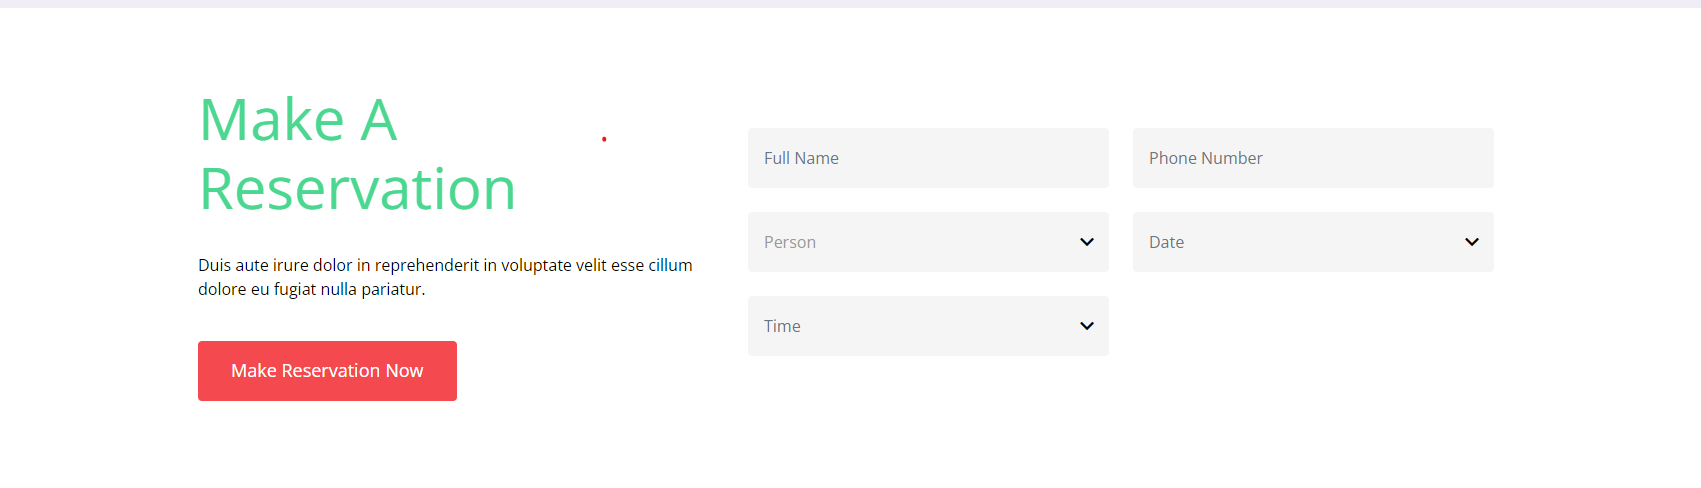 Make A
Reservation
Duis aute irure dolor in reprehenderit in voluptate velit esse cillum
dolore eu fugiat nulla pariatur.
Make Reservation Now
Full Name
Phone Number
Person
Date
Time